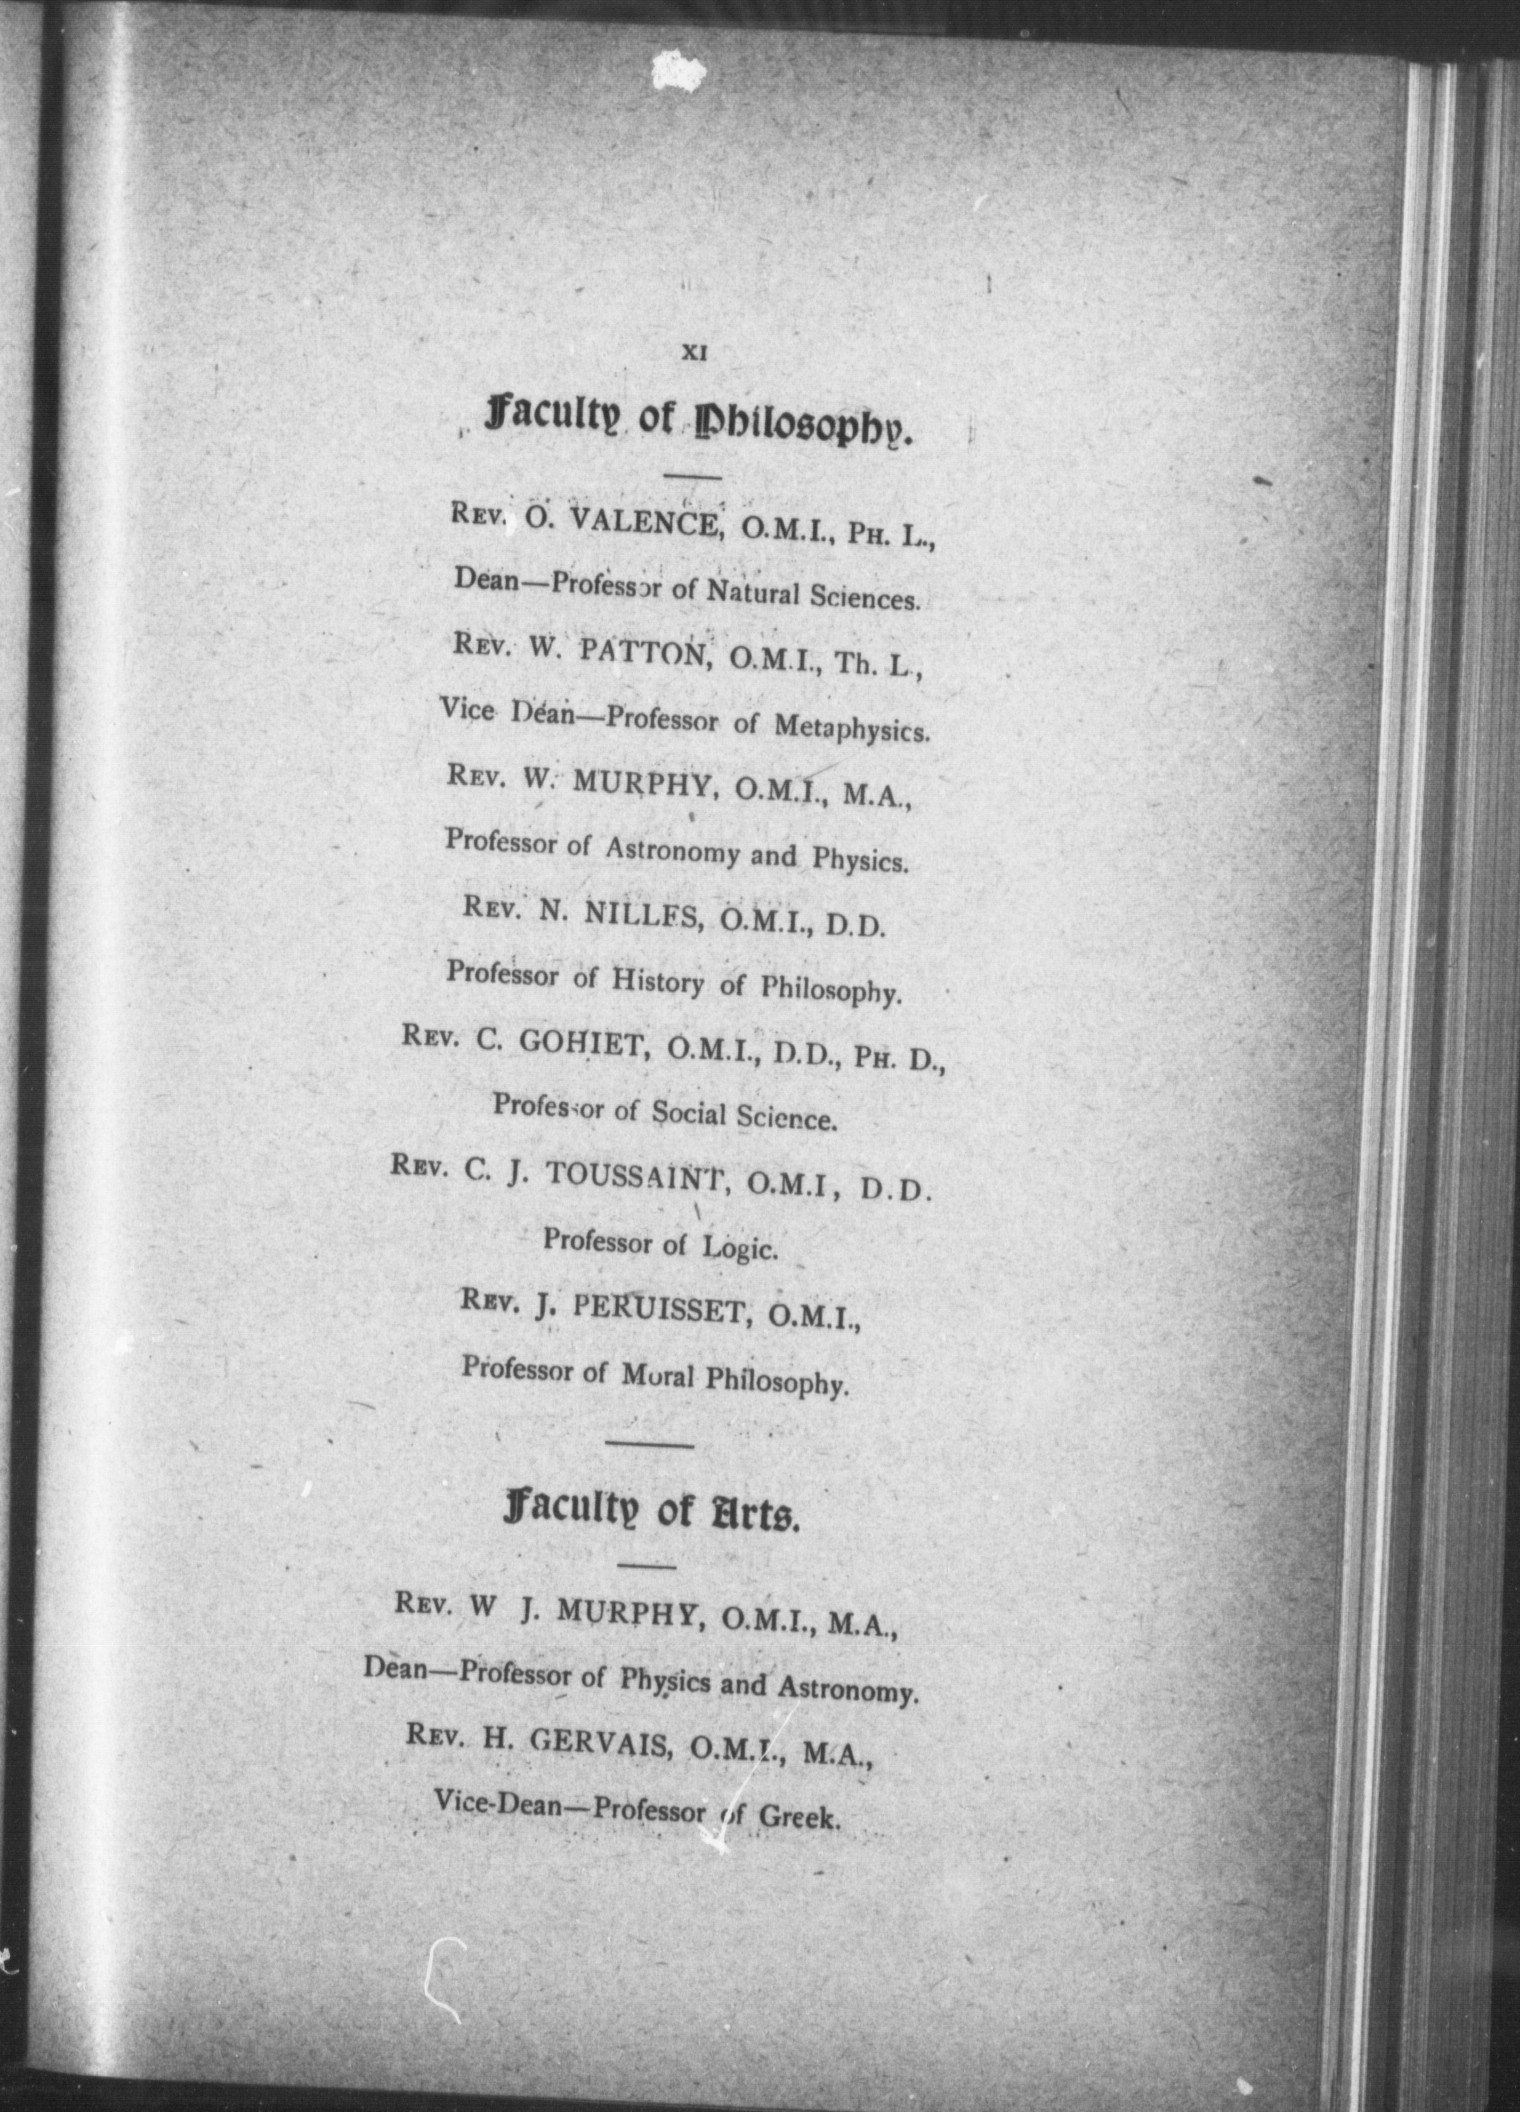 XI
Faculty of Philosophy.
REV. O. VALENCE, O.M.I., PH. L.,
Dean—Professor of Natural Sciences.
REV. W. PATTON, O.M.I., Th. L.,
Vice Dean—Professor of Metaphysics.
REV. W. MURPHY, O.M.I., M.A.,
Professor of Astronomy and Physics.
REV. N. NILLES, O.M.I., D.D.
Professor of History of Philosophy.
REV. C. GOHIET, O.M.I., D.D., PH. D.,
Professor of Social Science.
REV. C. J. TOUSSAINT, O.M.I, D.D.
Professor of Logic.
REV. J. PERUISSET, O.M.I.,
Professor of Moral Philosophy.
Faculty of Arts.
REV. W J. MURPHY, O.M.I., M.A.,
Dean—Professor of Physics and Astronomy.
REV. H. GERVAIS, O.M.I., M.A.,
Vice-Dean—Professor of Greek.